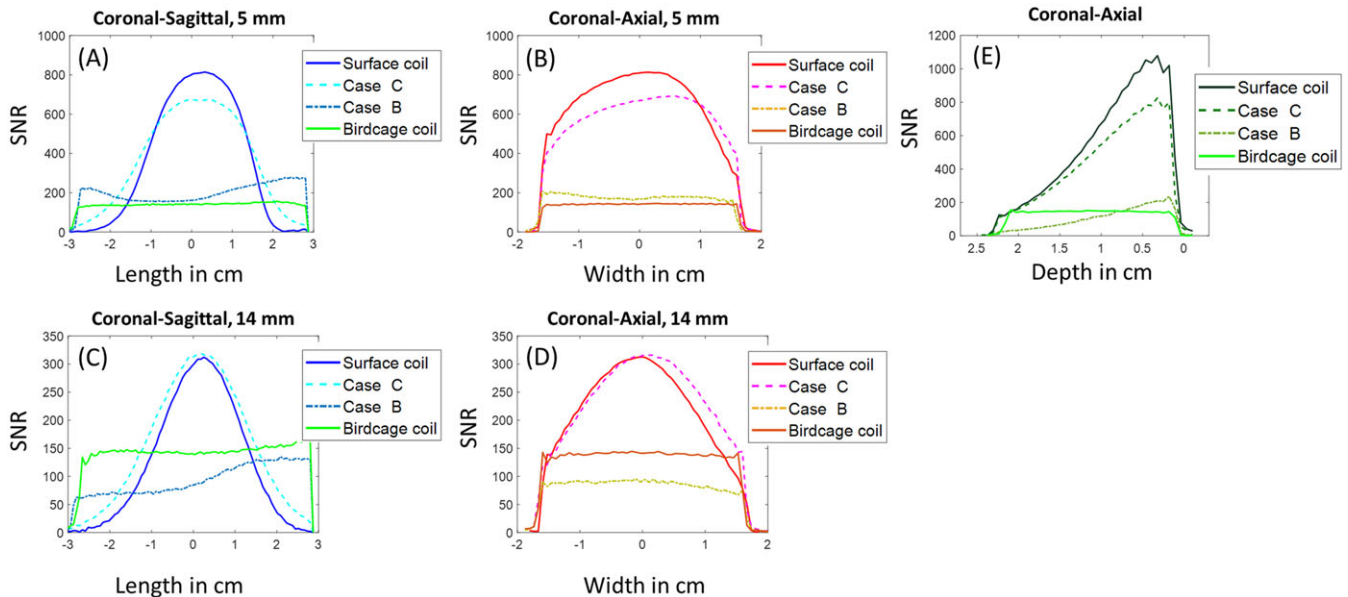 Coronal-Sagittal, 5 mm
(A)
SNR
1000
800
600
400
200
0
-3
-2
-1
0
1
2
3
Length in cm
Surface coil
Case C
Case B
Birdcage coil
Coronal-Axial, 5 mm
(B)
SNR
1000
800
600
400
200
0
-2
-1
0
1
2
Width in cm
Surface coil
Case C
Case B
Birdcage coil
Coronal-Axial
(E)
SNR
1200
1000
800
600
400
200
0
2.5
2
1.5
1
0.5
0
Depth in cm
Surface coil
Case C
Case B
Birdcage coil
Coronal-Sagittal, 14 mm
(C)
SNR
350
300
250
200
150
100
50
0
-3
-2
-1
0
1
2
3
Length in cm
Surface coil
Case C
Case B
Birdcage coil
Coronal-Axial, 14 mm
(D)
SNR
350
300
250
200
150
100
50
0
-2
-1
0
1
2
Width in cm
Surface coil
Case C
Case B
Birdcage coil